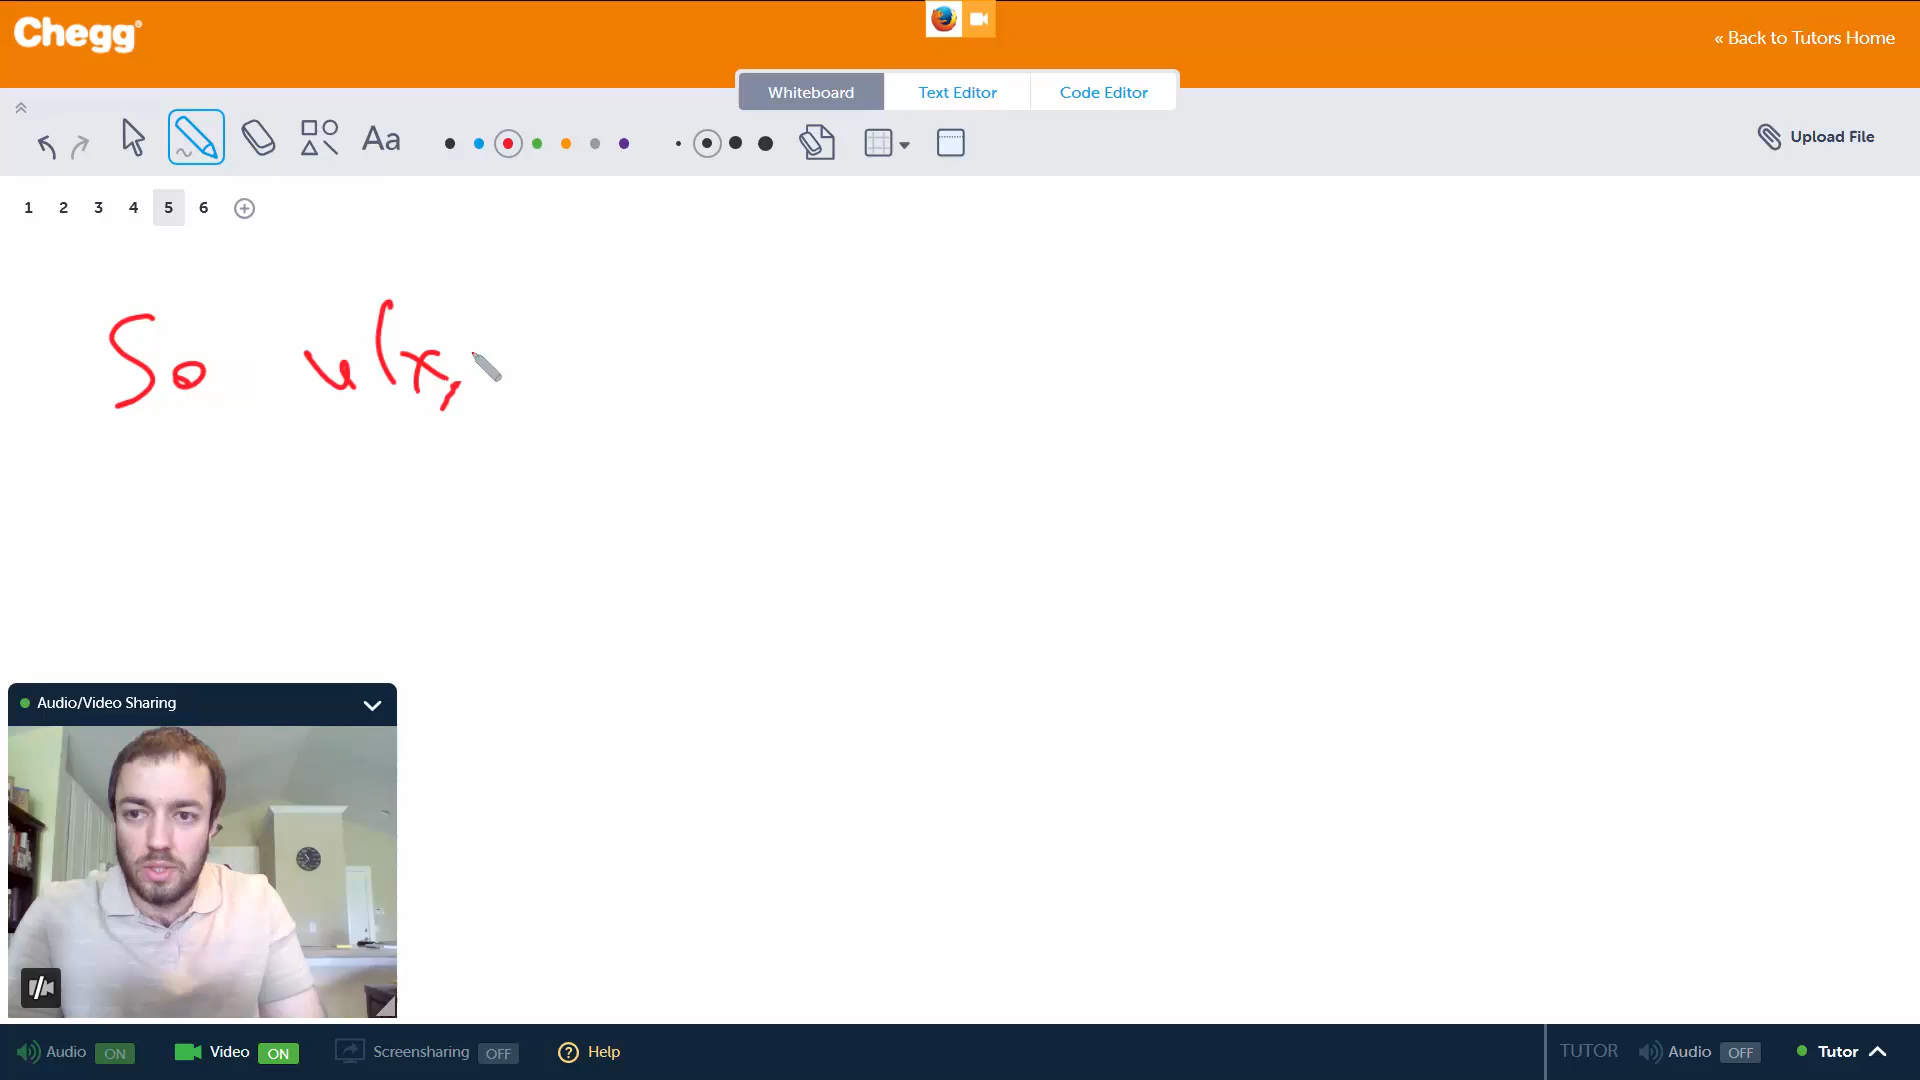 Chegg
« Back to Tutors Home
Whiteboard Text Editor Code Editor
Aa
Upload File
1 2 3 4 5 6
So u(x,
Audio/Video Sharing
Audio ON Video ON Screensharing OFF ? Help TUTOR Audio OFF Tutor